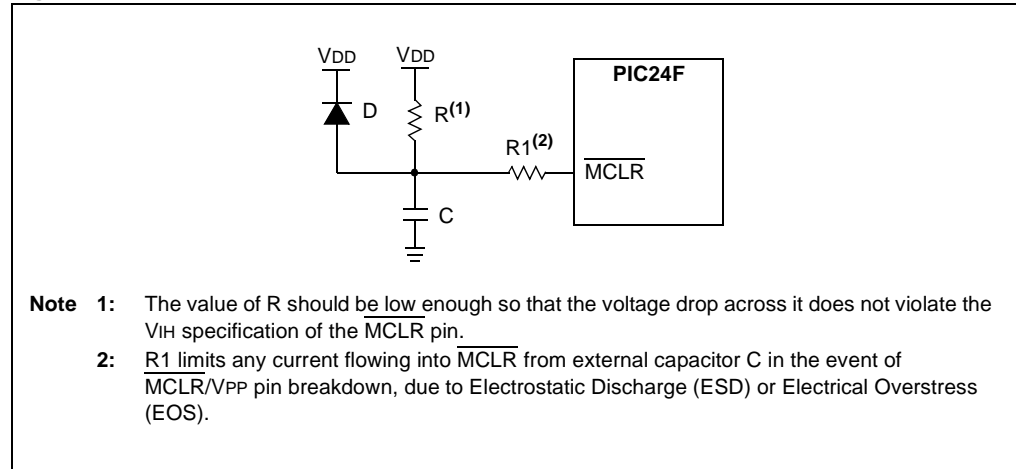 VDD VDD
PIC24F
D R(1)
R1(2)
MCLR
C
Note 1: The value of R should be low enough so that the voltage drop across it does not violate the
VIH specification of the MCLR pin.
2: R1 limits any current flowing into MCLR from external capacitor C in the event of
MCLR/VPP pin breakdown, due to Electrostatic Discharge (ESD) or Electrical Overstress
(EOS).